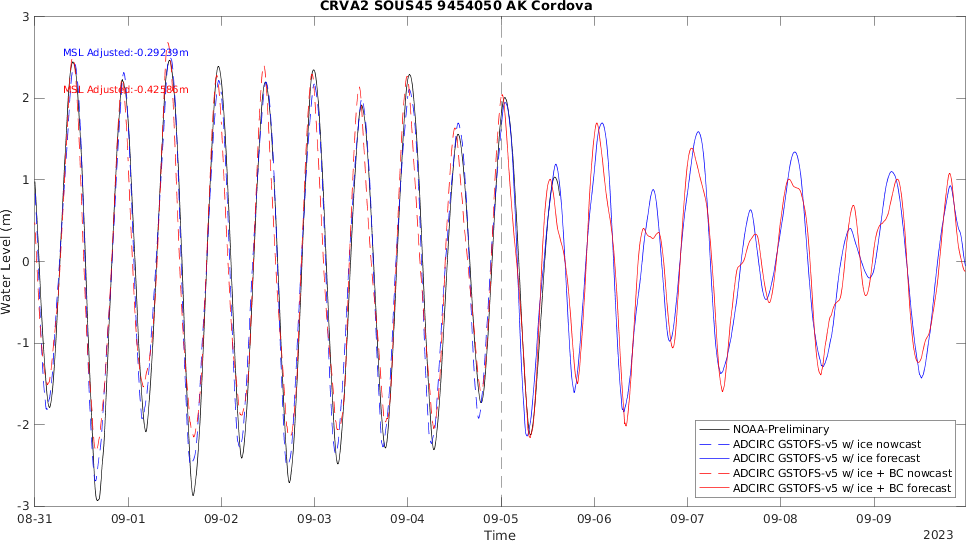 CRVA2 SOUS45 9454050 AK Cordova
3
MSL Adjusted:-0.29239m
2
MSL Adjusted:-0.42586m
1
Water Level (m)
0
-1
-2
NOAA-Preliminary
ADCIRC GSTOFS-v5 w/ ice nowcast
ADCIRC GSTOFS-v5 w/ ice forecast
ADCIRC GSTOFS-v5 w/ ice + BC nowcast
ADCIRC GSTOFS-v5 w/ ice + BC forecast
-3
08-31 09-01 09-02 09-03 09-04 09-05 09-06 09-07 09-08 09-09
Time 2023